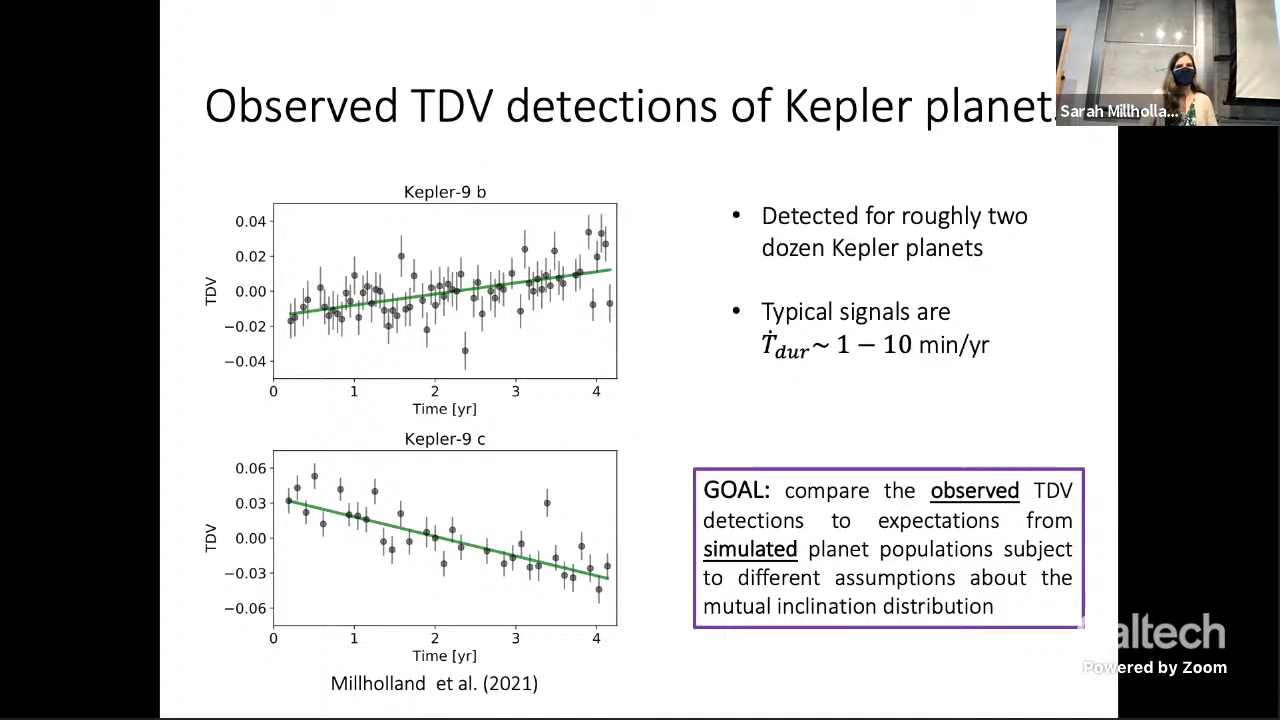 Observed TDV detections of Kepler planet
Sarah Millholla...
Kepler-9 b
0.04
0.02
0.00
−0.02
−0.04
TDV
0 1 2 3 4
Time [yr]
Kepler-9 c
0.06
0.03
0.00
−0.03
−0.06
TDV
0 1 2 3 4
Time [yr]
Millholland et al. (2021)
• Detected for roughly two
dozen Kepler planets
• Typical signals are
Ṫdur ~ 1 − 10 min/yr
GOAL: compare the observed TDV
detections to expectations from
simulated planet populations subject
to different assumptions about the
mutual inclination distribution
altech
Powered by Zoom